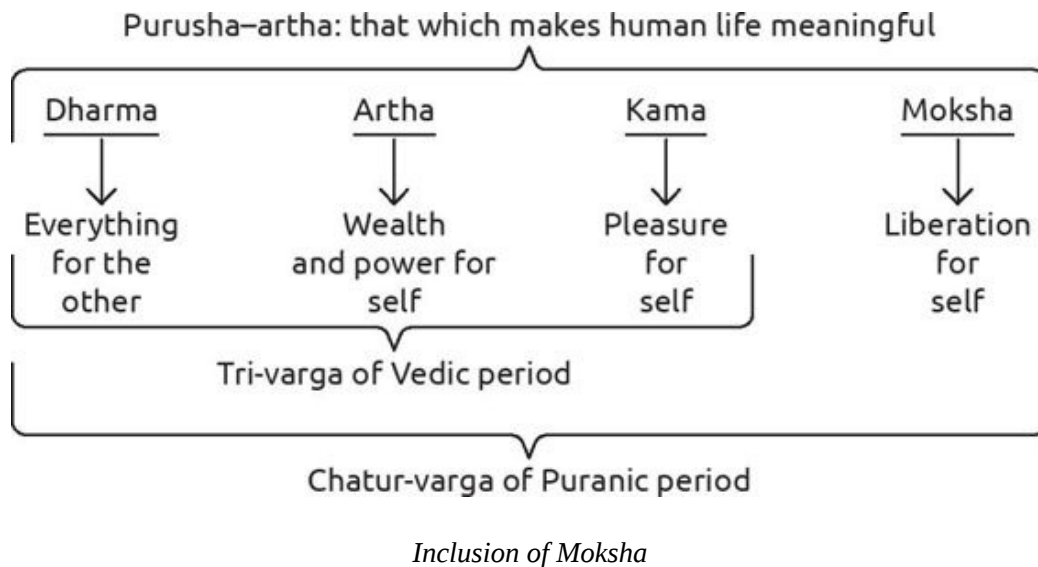 Purusha–artha: that which makes human life meaningful
Dharma Artha Kama Moksha
Everything Wealth Pleasure Liberation
for the and power for for for
other self self self
Tri-varga of Vedic period
Chatur-varga of Puranic period
Inclusion of Moksha